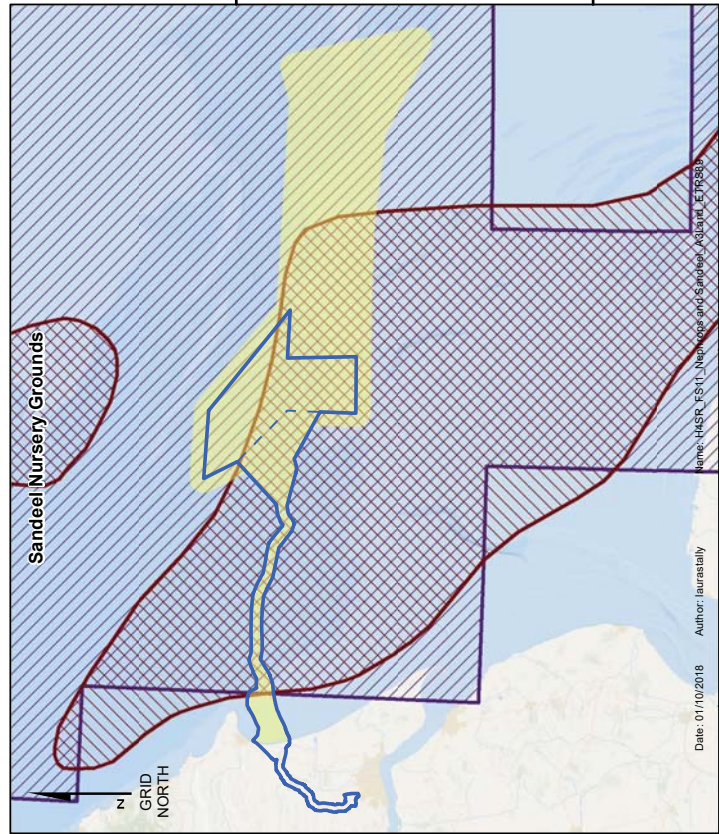 Sandeel Nursery Grounds
N
GRID
NORTH
Date: 01/10/2018
Author: laurastally
Name: H4SR_FS11_Nephrops and Sandeel_A3Land_ETRS89